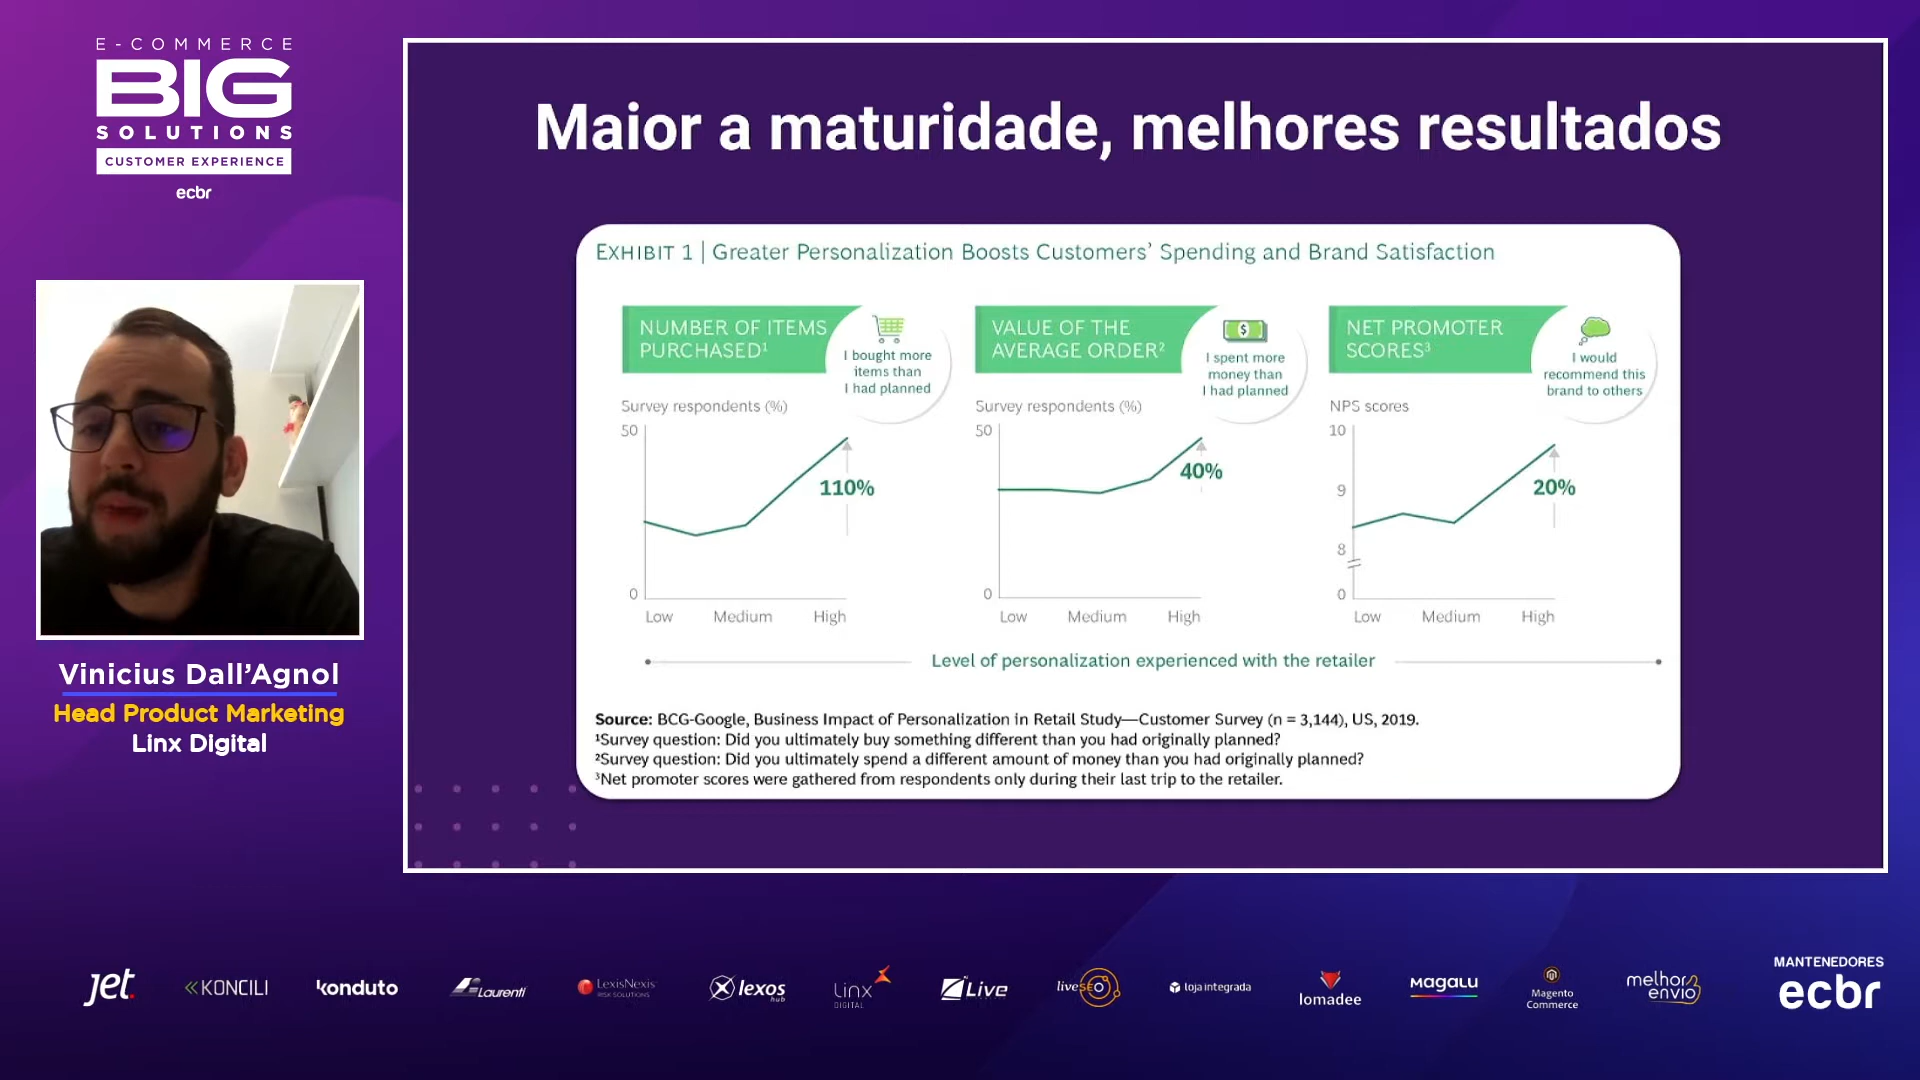 E-COMMERCE
BIG
SOLUTIONS
CUSTOMER EXPERIENCE
ecbr
Vinicius Dall'Agnol
Head Product Marketing
Linx Digital
Maior a maturidade, melhores resultados
EXHIBIT 1 | Greater Personalization Boosts Customers' Spending and Brand Satisfaction
NUMBER OF ITEMS
PURCHASED¹
I bought more
items than
I had planned
Survey respondents (%)
50
110%
0
Low Medium High
VALUE OF THE
AVERAGE ORDER²
I spent more
money than
I had planned
Survey respondents (%)
50
40%
0
Low Medium High
NET PROMOTER
SCORES³
I would
recommend this
brand to others
NPS scores
10
9
20%
8
0
Low Medium High
Level of personalization experienced with the retailer
Source: BCG-Google, Business Impact of Personalization in Retail Study—Customer Survey (n = 3,144), US, 2019.
¹Survey question: Did you ultimately buy something different than you had originally planned?
²Survey question: Did you ultimately spend a different amount of money than you had originally planned?
³Net promoter scores were gathered from respondents only during their last trip to the retailer.
jet.
KONCILI
konduto
Laurenti
LexisNexis
RISK SOLUTIONS
lexos
hub
Linx
DIGITAL
Live
liveSEO
loja integrada
lomadee
MAGALU
Magento
Commerce
melhor
envio
MANTENEDORES
ecbr